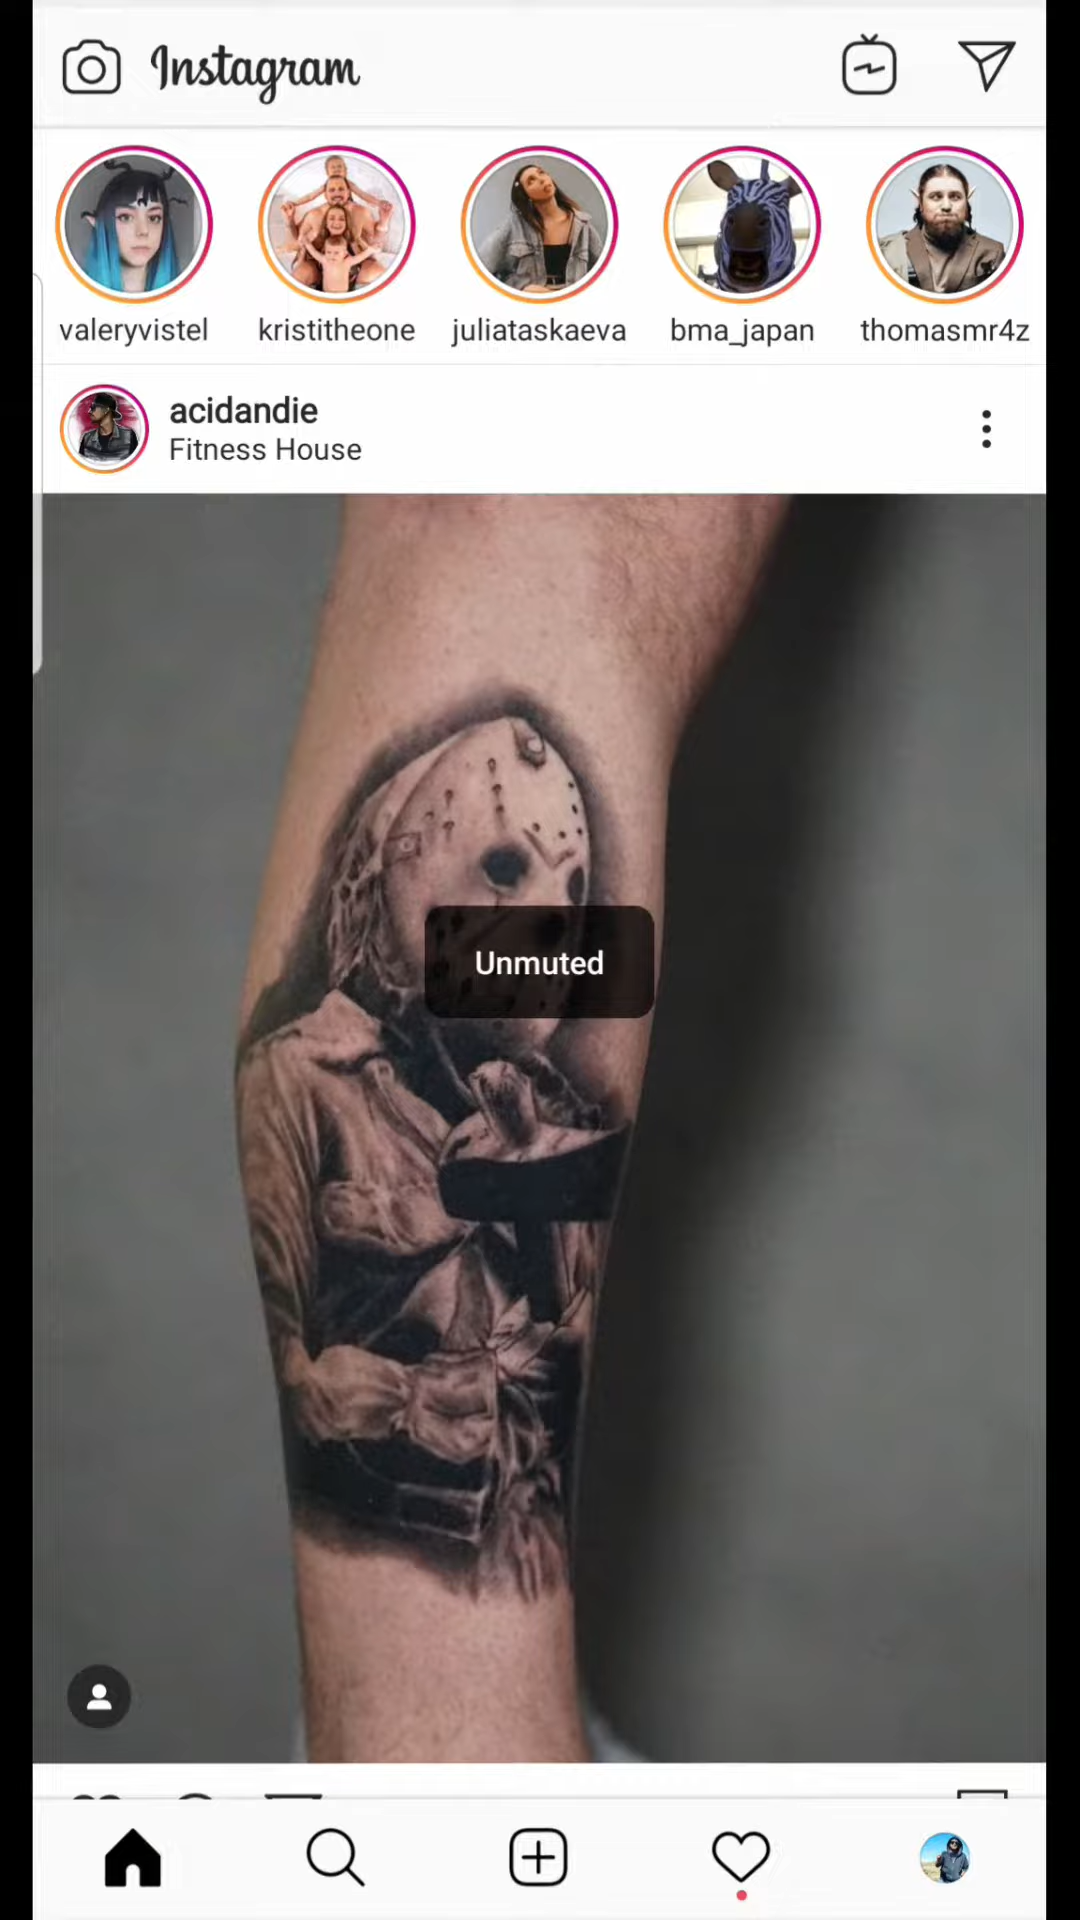 Instagram
valeryvistel kristitheone juliataskaeva bma_japan thomasmr4z
acidandie
Fitness House
Unmuted